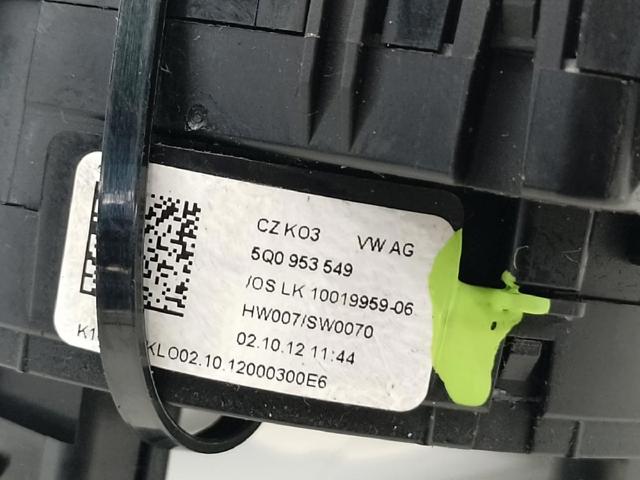 CZ K03 VW AG
5Q0 953 549
/OS LK 10019959-06
HW007/SW0070
02.10.12 11:44
KLO02.10.12000300E6